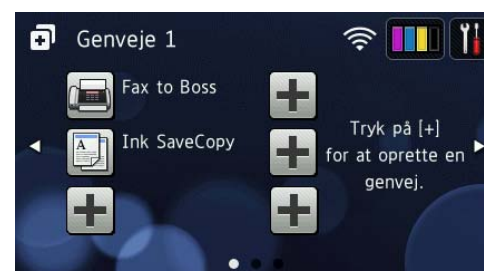 Genveje 1
Fax to Boss
Ink SaveCopy
Tryk på [+]
for at oprette en
genvej.